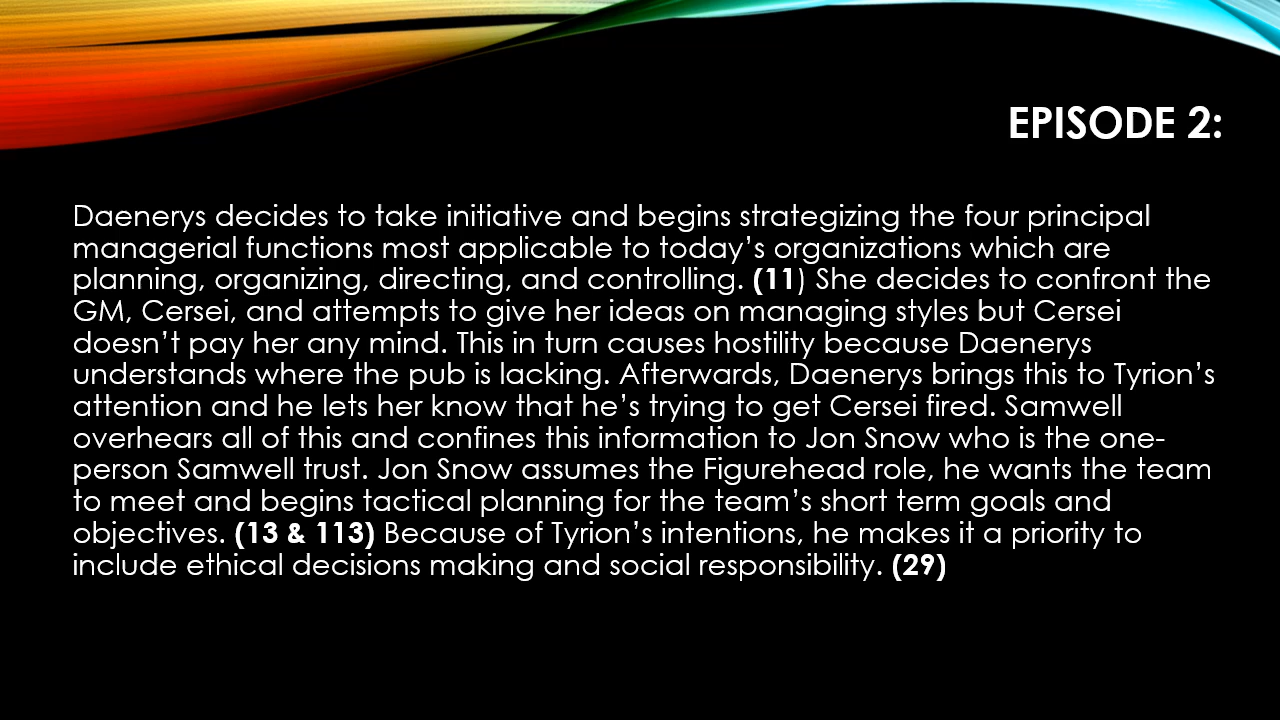 EPISODE 2:
Daenerys decides to take initiative and begins strategizing the four principal
managerial functions most applicable to today’s organizations which are
planning, organizing, directing, and controlling. (11) She decides to confront the
GM, Cersei, and attempts to give her ideas on managing styles but Cersei
doesn’t pay her any mind. This in turn causes hostility because Daenerys
understands where the pub is lacking. Afterwards, Daenerys brings this to Tyrion’s
attention and he lets her know that he’s trying to get Cersei fired. Samwell
overhears all of this and confines this information to Jon Snow who is the one-
person Samwell trust. Jon Snow assumes the Figurehead role, he wants the team
to meet and begins tactical planning for the team’s short term goals and
objectives. (13 & 113) Because of Tyrion’s intentions, he makes it a priority to
include ethical decisions making and social responsibility. (29)